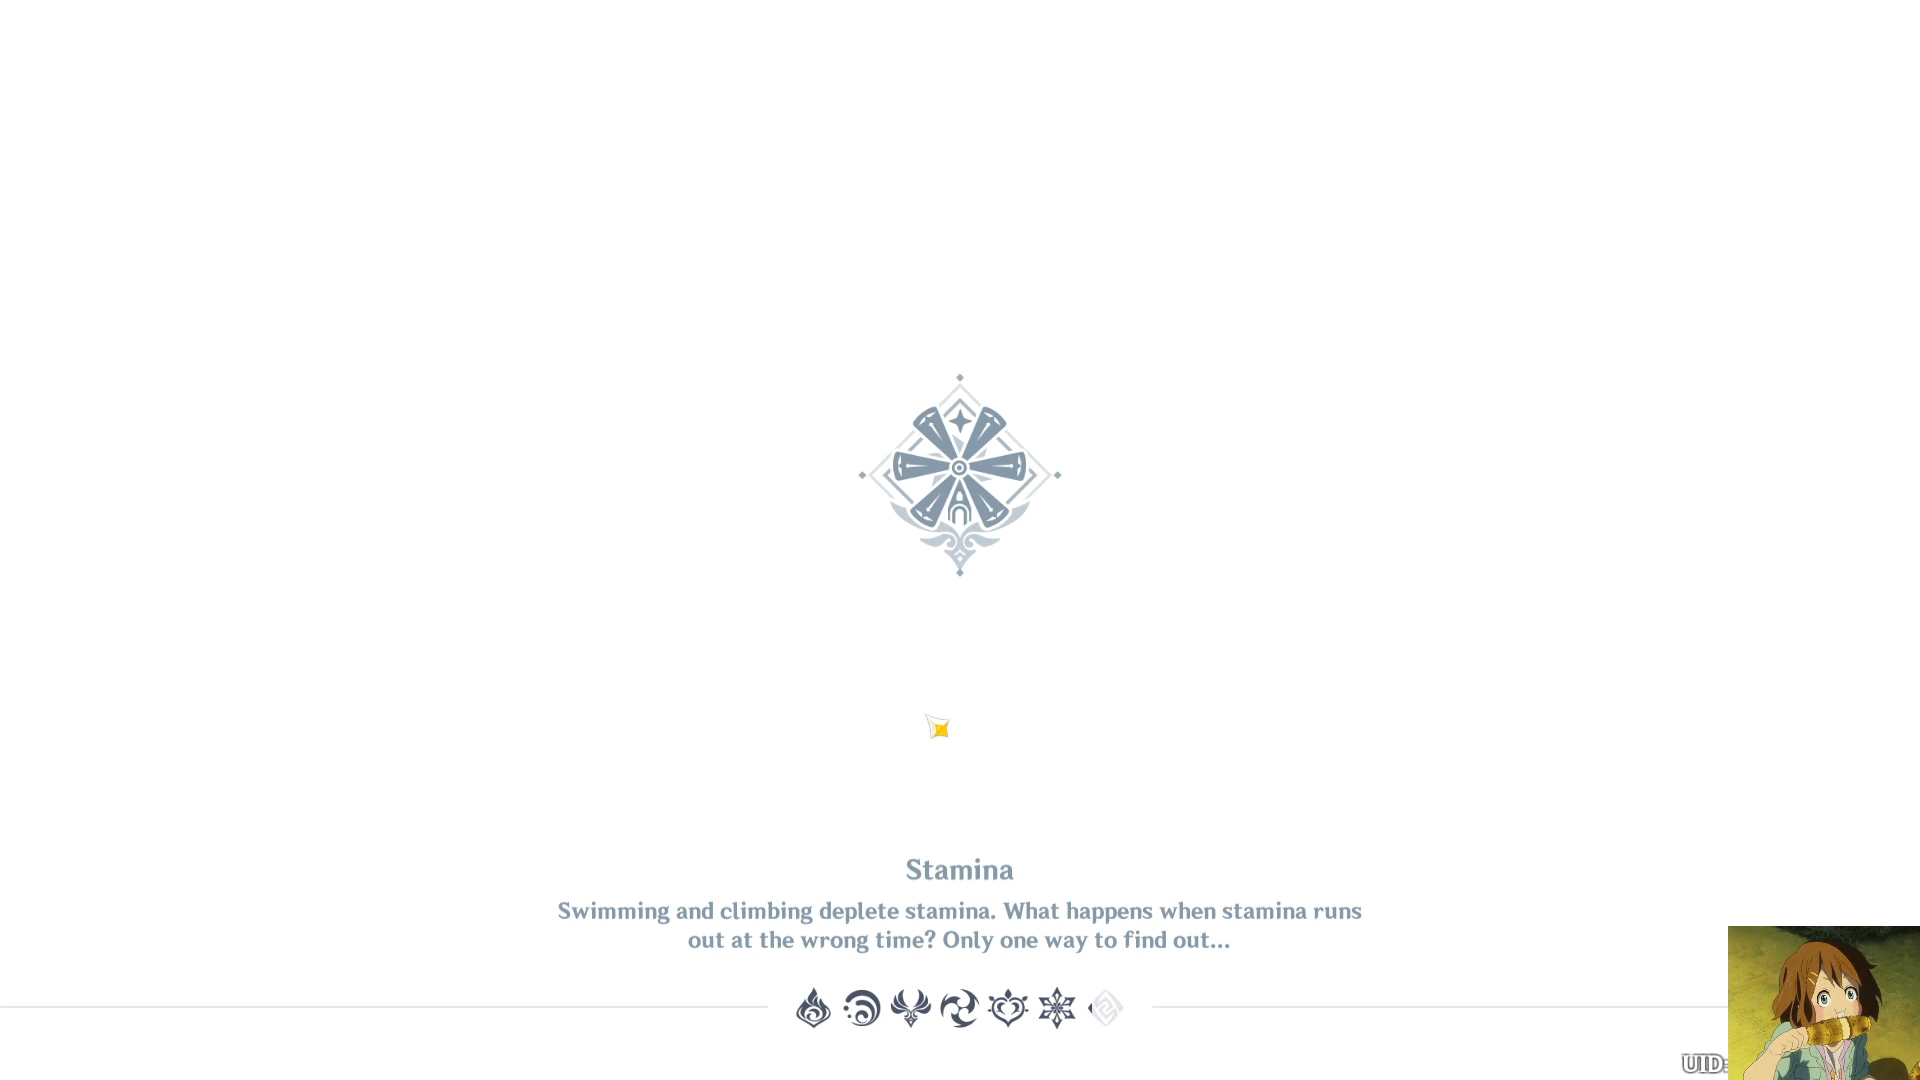 Stamina
Swimming and climbing deplete stamina. What happens when stamina runs
out at the wrong time? Only one way to find out...
UID: